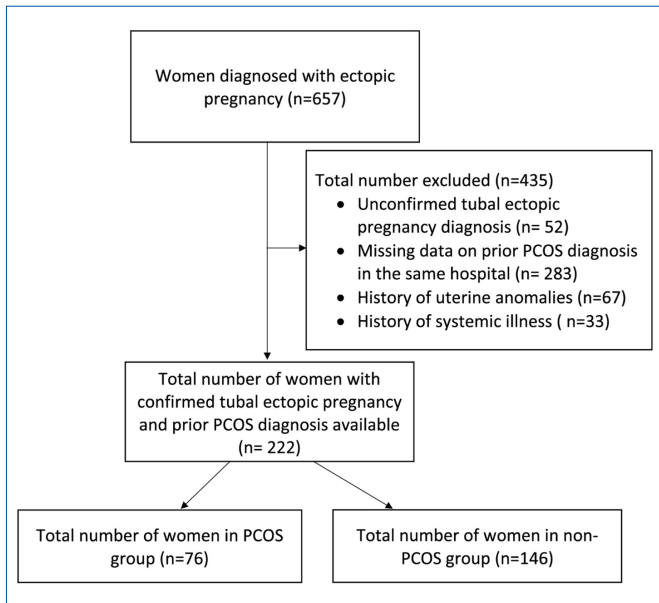 Women diagnosed with ectopic
pregnancy (n=657)
Total number excluded (n=435)
• Unconfirmed tubal ectopic
pregnancy diagnosis (n= 52)
• Missing data on prior PCOS diagnosis
in the same hospital (n= 283)
• History of uterine anomalies (n=67)
• History of systemic illness ( n=33)
Total number of women with
confirmed tubal ectopic pregnancy
and prior PCOS diagnosis available
(n= 222)
Total number of women in PCOS
group (n=76)
Total number of women in non-
PCOS group (n=146)